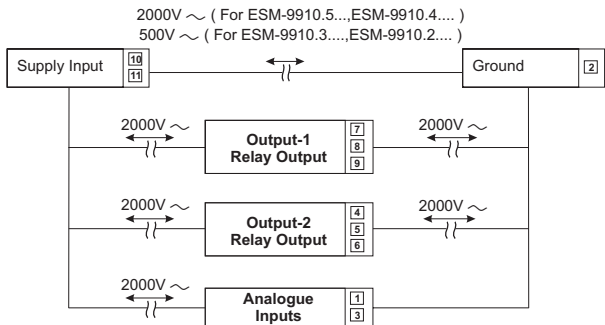 2000V ~ ( For ESM-9910.5...,ESM-9910.4.... )
500V ~ ( For ESM-9910.3....,ESM-9910.2.... )
Supply Input 10 11
Ground 2
2000V ~
Output-1
Relay Output
7
8
9
2000V ~
2000V ~
Output-2
Relay Output
4
5
6
2000V ~
2000V ~
Analogue
Inputs
1
3